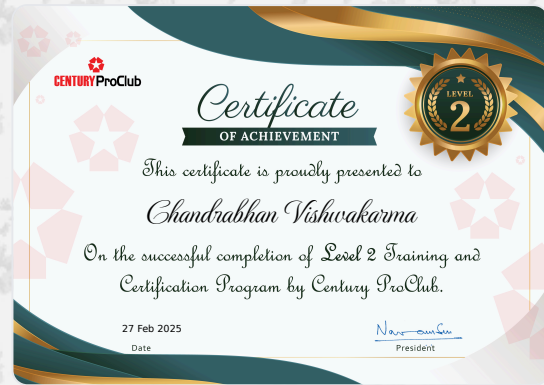 CENTURY ProClub
LEVEL
2
Certificate
OF ACHIEVEMENT
This certificate is proudly presented to
Chandrabhan Vishwakarma
On the successful completion of Level 2 Training and
Certification Program by Century ProClub.
27 Feb 2025
Date
President